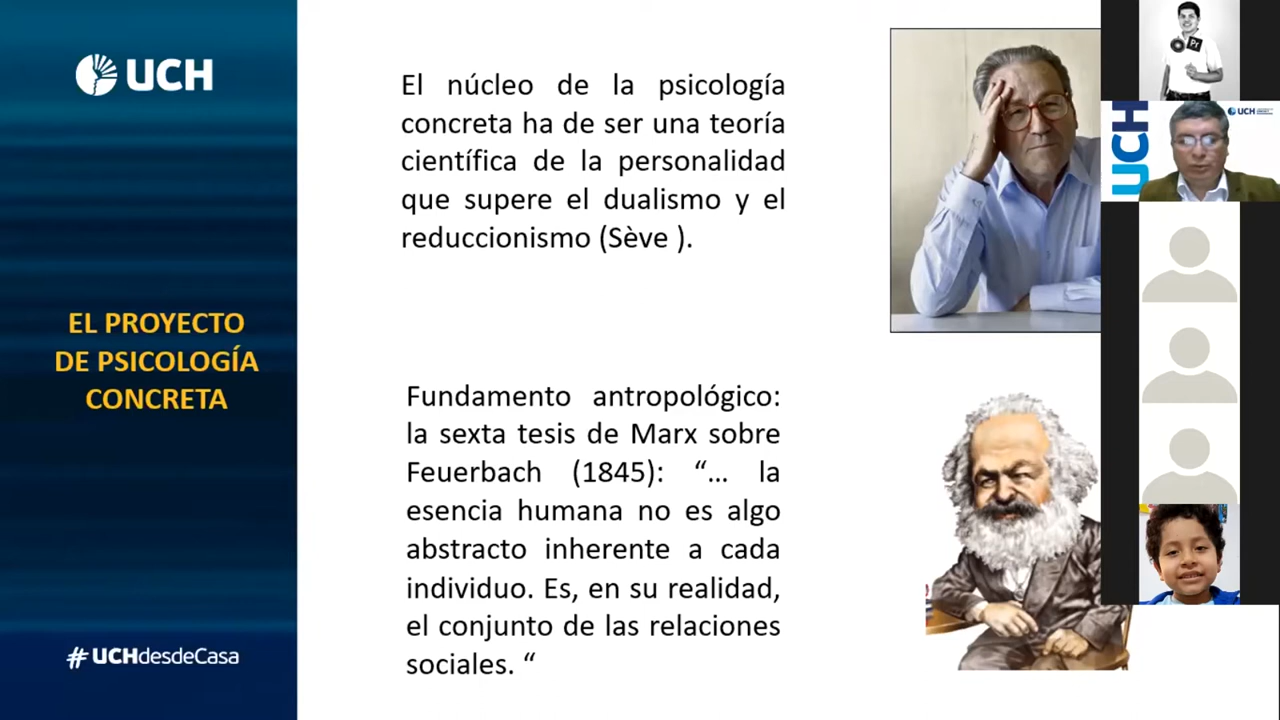 UCH
EL PROYECTO
DE PSICOLOGÍA
CONCRETA
#UCHdesdeCasa
El núcleo de la psicología
concreta ha de ser una teoría
científica de la personalidad
que supere el dualismo y el
reduccionismo (Sève ).
Fundamento antropológico:
la sexta tesis de Marx sobre
Feuerbach (1845): “... la
esencia humana no es algo
abstracto inherente a cada
individuo. Es, en su realidad,
el conjunto de las relaciones
sociales. “
Pr
UCH
UCH